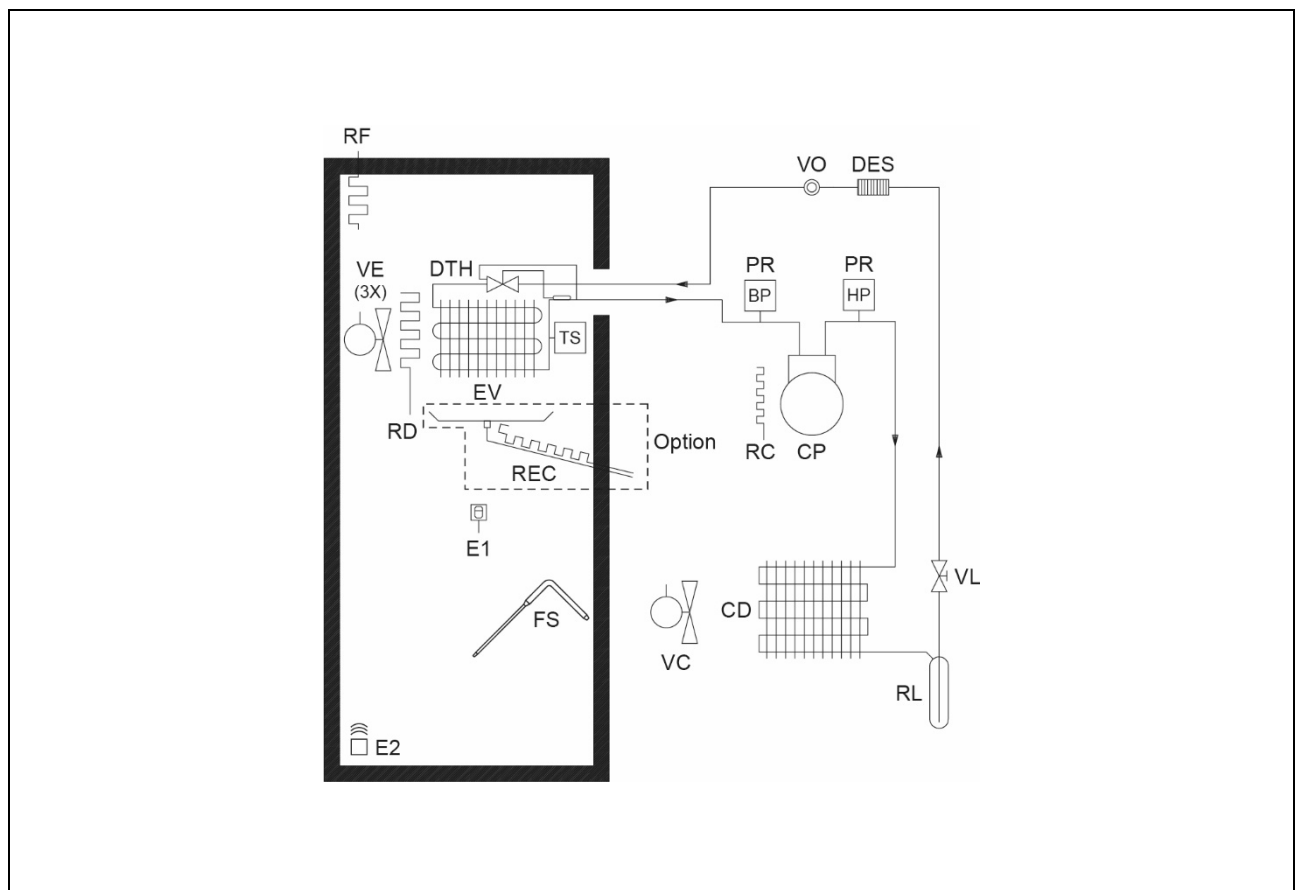 RF
VO
DES
VE
(3X)
DTH
PR
BP
PR
HP
TS
EV
RD
Option
REC
RC
CP
E1
FS
VC
CD
VL
RL
E2